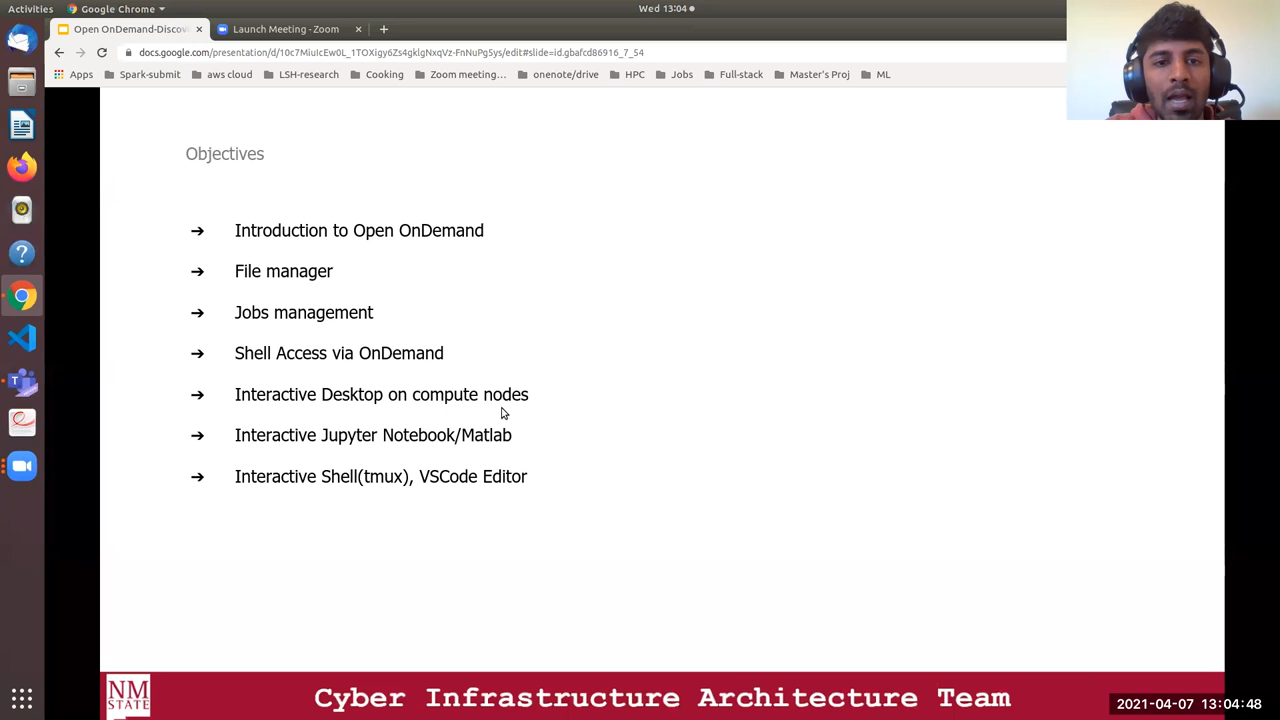 Activities
Google Chrome
Wed 13:04
Open OnDemand-Discov
Launch Meeting - Zoom
docs.google.com/presentation/d/10c7MiuIcEw0L_1TOXigy6Zs4gklgNxqVz-FnNuPg5ys/edit#slide=id.gbafcd86916_7_54
Apps
Spark-submit
aws cloud
LSH-research
Cooking
Zoom meeting…
onenote/drive
HPC
Jobs
Full-stack
Master's Proj
ML
Objectives
➔ Introduction to Open OnDemand
➔ File manager
➔ Jobs management
➔ Shell Access via OnDemand
➔ Interactive Desktop on compute nodes
➔ Interactive Jupyter Notebook/Matlab
➔ Interactive Shell(tmux), VSCode Editor
NM
STATE
Cyber Infrastructure Architecture Team
2021-04-07 13:04:48